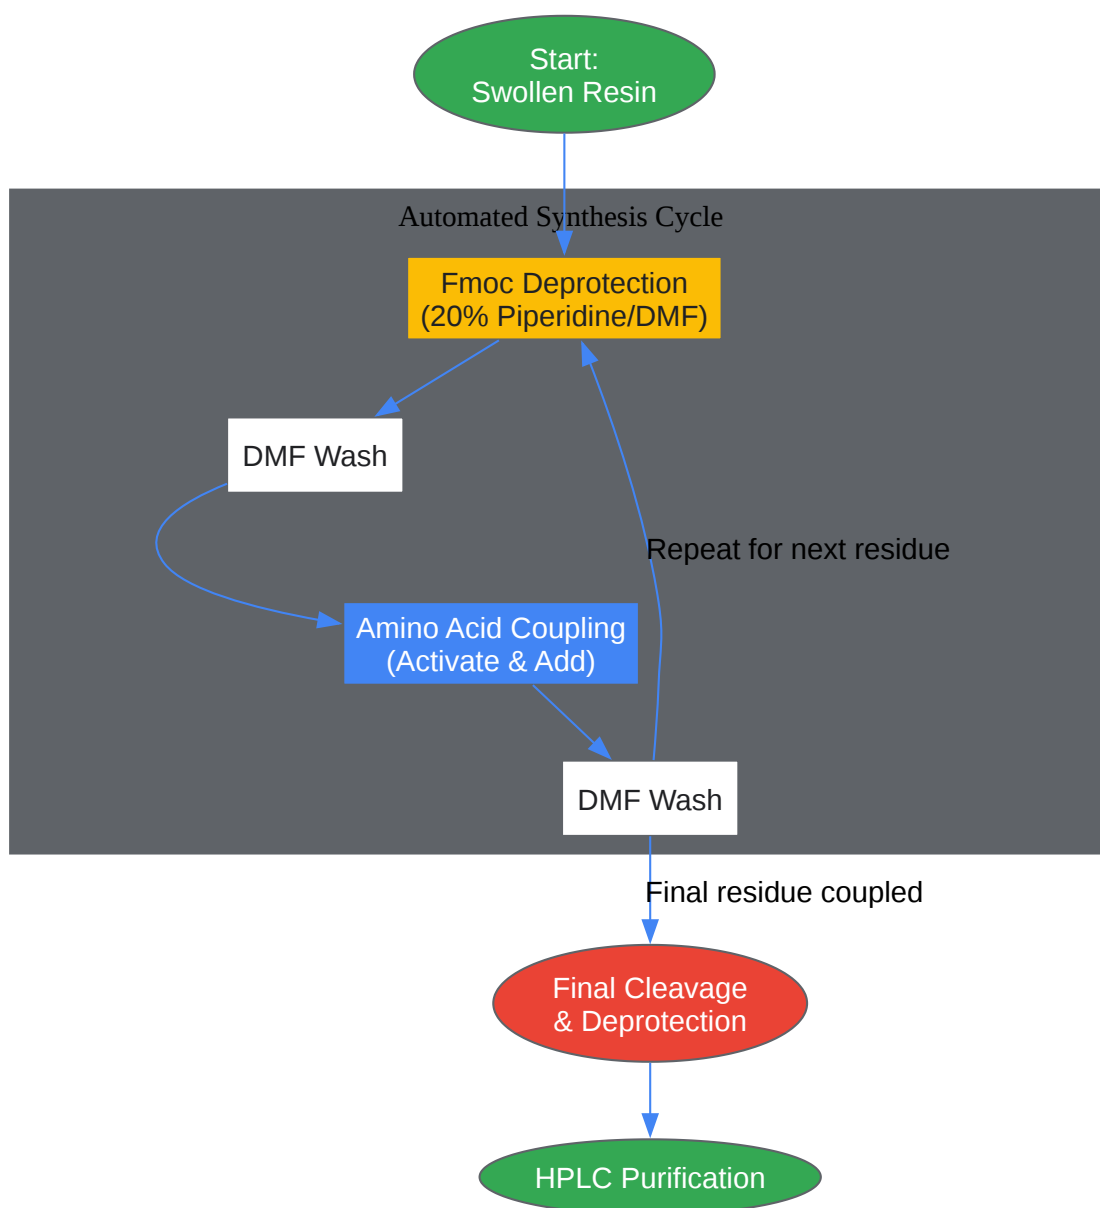 Start:
Swollen Resin
Automated Synthesis Cycle
Fmoc Deprotection
(20% Piperidine/DMF)
DMF Wash
Repeat for next residue
Amino Acid Coupling
(Activate & Add)
DMF Wash
Final residue coupled
Final Cleavage
& Deprotection
HPLC Purification